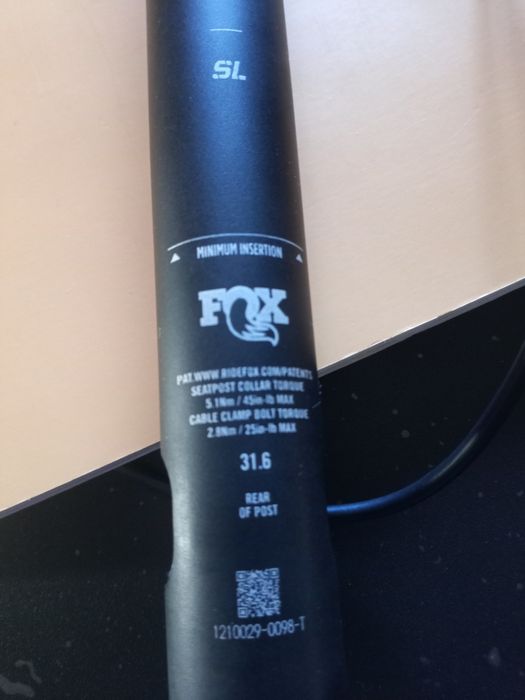 SL
MINIMUM INSERTION
FOX
PAT.WWW.RIDEFOX.COM/PATENTS
SEATPOST COLLAR TORQUE
5.1Nm / 45in-lb MAX
CABLE CLAMP BOLT TORQUE
2.8Nm / 25in-lb MAX
31.6
REAR
OF POST
1210029-0098-T